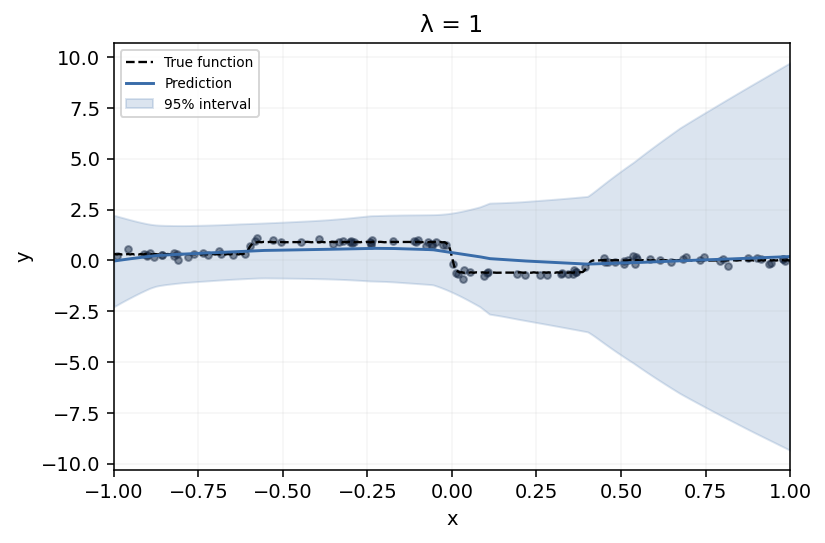 λ = 1
10.0
7.5
5.0
2.5
0.0
−2.5
−5.0
−7.5
−10.0
y
True function
Prediction
95% interval
−1.00 −0.75 −0.50 −0.25 0.00 0.25 0.50 0.75 1.00
x